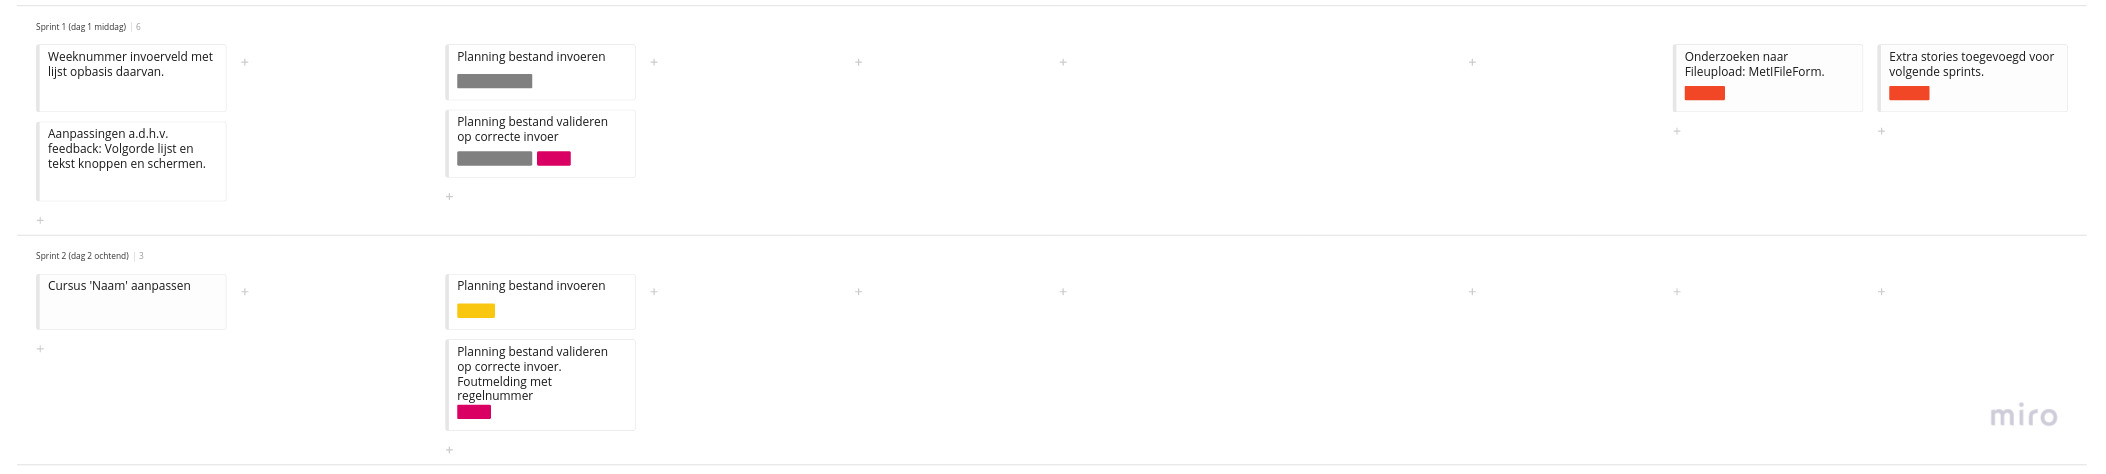 Sprint 1 (dag 1 middag) | 6
Weeknummer invoerveld met
lijst opbasis daarvan.
Aanpassingen a.d.h.v.
feedback: Volgorde lijst en
tekst knoppen en schermen.
Planning bestand invoeren
Planning bestand valideren
op correcte invoer
Onderzoeken naar
Fileupload: MetIFileForm.
Extra stories toegevoegd voor
volgende sprints.
Sprint 2 (dag 2 ochtend) | 3
Cursus 'Naam' aanpassen
Planning bestand invoeren
Planning bestand valideren
op correcte invoer.
Foutmelding met
regelnummer
miro